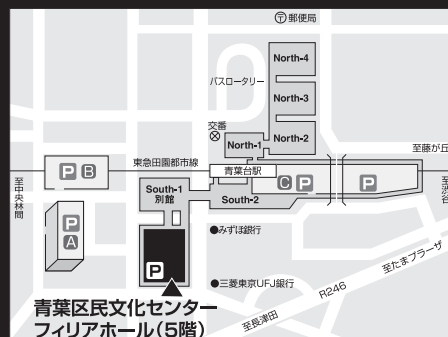 〒郵便局
North-4
バスロータリー
North-3
交番
North-1
North-2
至藤が丘
東急田園都市線
青葉台駅
P B
C P
P
至中央林間
至渋谷
South-1
別館
South-2
P
A
●みずほ銀行
至たまプラーザ
P
●三菱東京UFJ銀行
R246
至長津田
青葉区民文化センター
フィリアホール(5階)